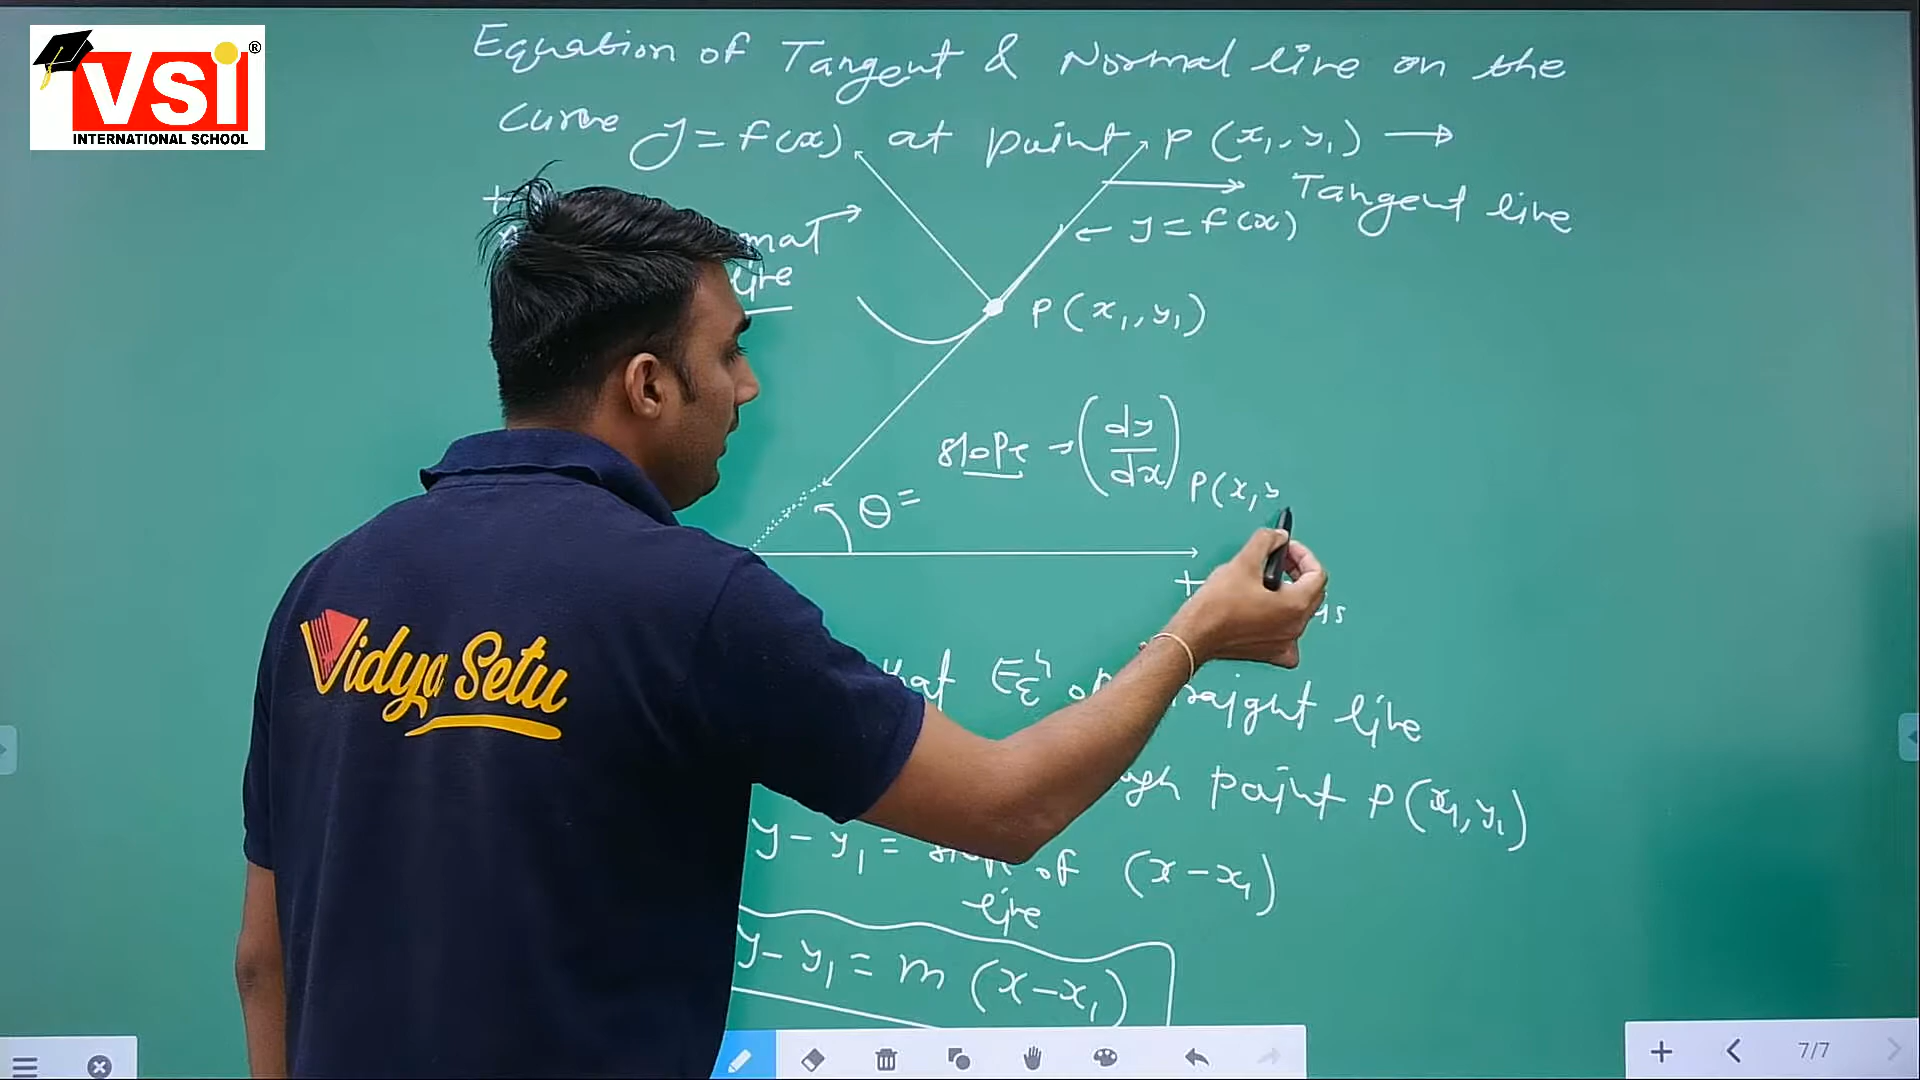 VSI ®
INTERNATIONAL SCHOOL
Equation of Tangent & Normal line on the
curve y = f(x) at point P (x₁, y₁) →
Tangent line
← y = f(x)
line
P (x₁, y₁)
slope → (dy/dx) P(x₁, y
θ =
Eqⁿ of straight line
point P(x₁, y₁)
y - y₁ = slope of (x - x₁)
line
y - y₁ = m (x - x₁)
Vidya Setu
7/7